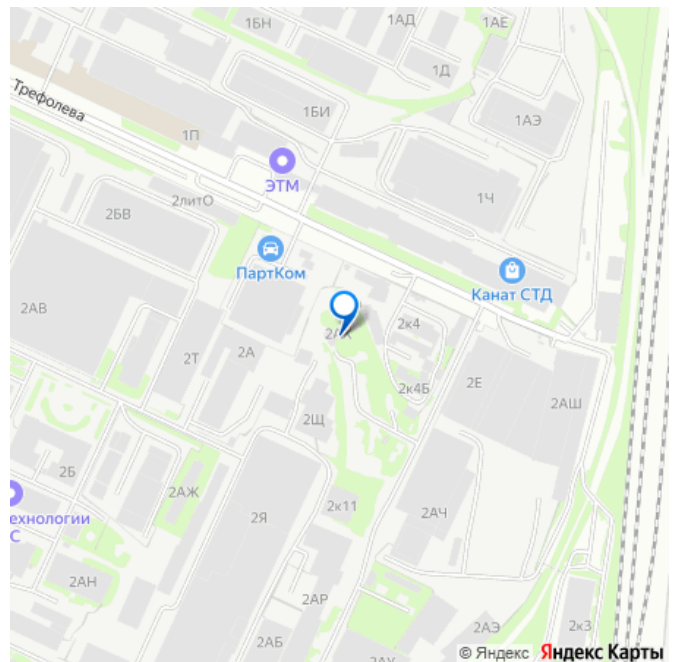 1БН
1АД
1АЕ
1Д
Трефолева
1БИ
1АЭ
1П
ЭТМ
2литО
1Ч
2БВ
ПартКом
Канат СТД
2АВ
2к4
2А
2Т
2к4Б
2Е
2АШ
2Щ
2Б
2АЖ
2к11
ехнологии
С
2Я
2АЧ
2АН
2АР
2АЭ
2к3
2АБ
© Яндекс Яндекс Карты